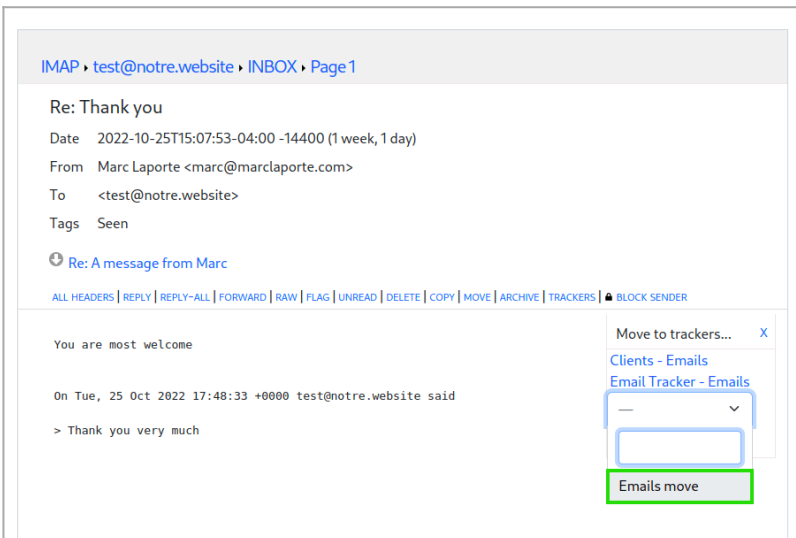 IMAP › test@notre.website › INBOX › Page 1
Re: Thank you
Date 2022-10-25T15:07:53-04:00 -14400 (1 week, 1 day)
From Marc Laporte <marc@marclaporte.com>
To <test@notre.website>
Tags Seen
Re: A message from Marc
ALL HEADERS | REPLY | REPLY-ALL | FORWARD | RAW | FLAG | UNREAD | DELETE | COPY | MOVE | ARCHIVE | TRACKERS | BLOCK SENDER
You are most welcome
On Tue, 25 Oct 2022 17:48:33 +0000 test@notre.website said
> Thank you very much
Move to trackers... X
Clients - Emails
Email Tracker - Emails
—
Emails move